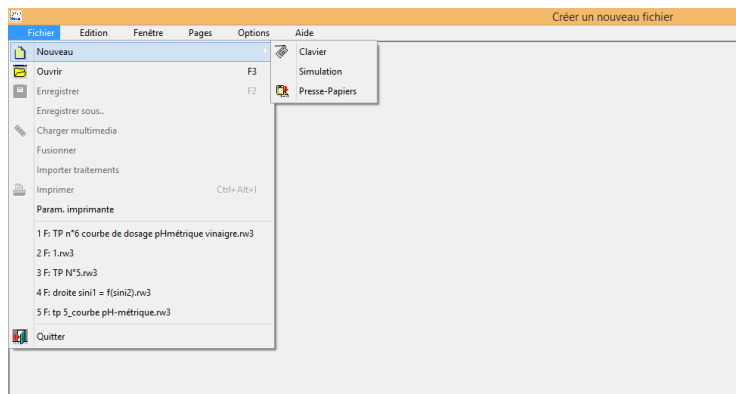 Créer un nouveau fichier
Fichier Edition Fenêtre Pages Options Aide
Nouveau
Clavier
Ouvrir F3
Simulation
Enregistrer F2
Presse-Papiers
Enregistrer sous..
Charger multimedia
Fusionner
Importer traitements
Imprimer Ctrl+Alt+I
Param. imprimante
1 F: TP n°6 courbe de dosage pHmétrique vinaigre.rw3
2 F: 1.rw3
3 F: TP N°5.rw3
4 F: droite sini1 = f(sini2).rw3
5 F: tp 5_courbe pH-métrique.rw3
Quitter